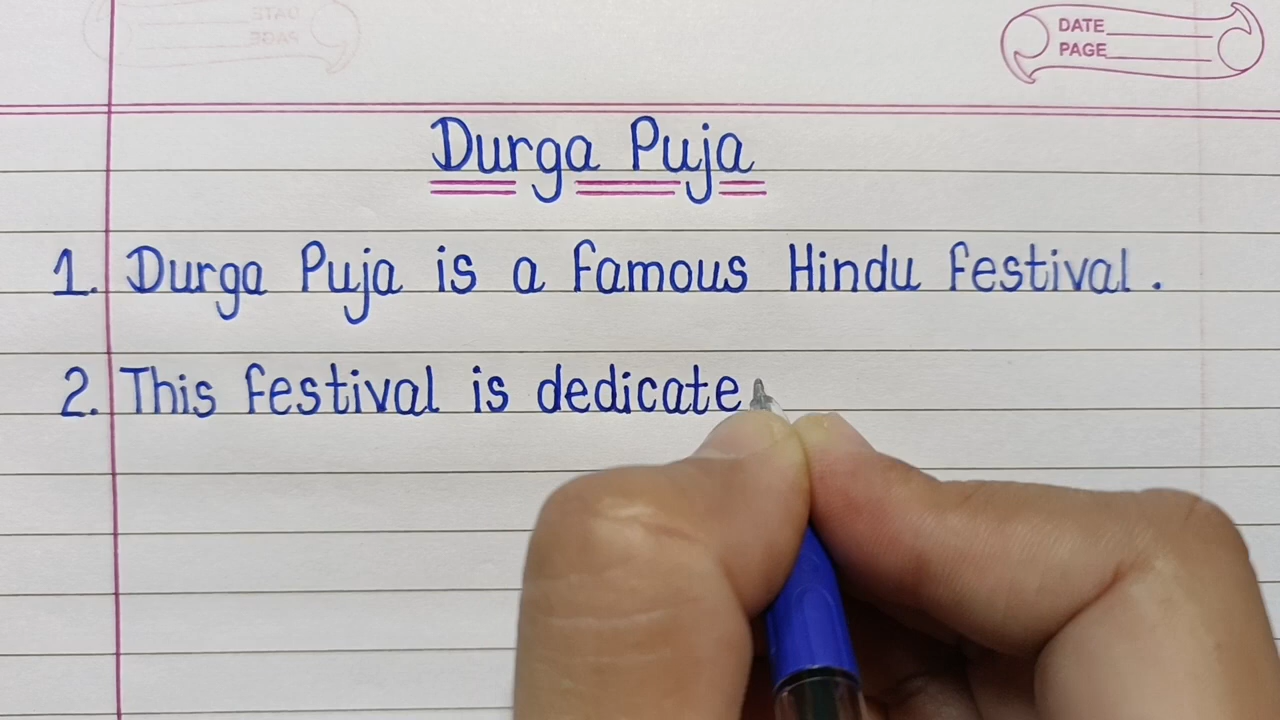 DATE
PAGE
Durga Puja
1. Durga Puja is a famous Hindu festival.
2. This festival is dedicate